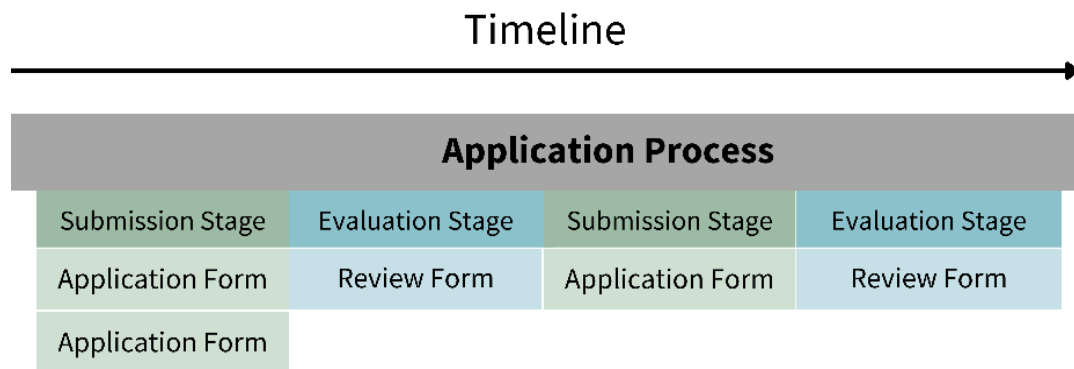 Timeline
Application Process
Submission Stage Evaluation Stage Submission Stage Evaluation Stage
Application Form Review Form Application Form Review Form
Application Form